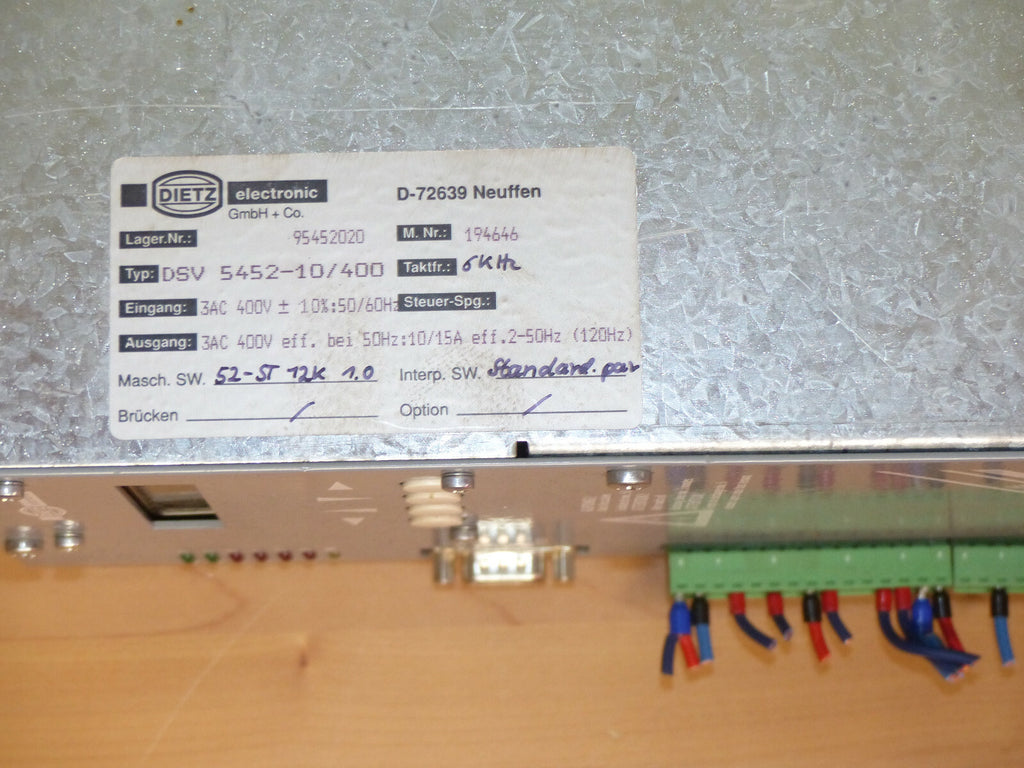 DIETZ electronic D-72639 Neuffen
GmbH + Co.
Lager.Nr.: 95452020 M. Nr.: 194646
Typ: DSV 5452-10/400 Taktfr.: 6KHz
Eingang: 3AC 400V ± 10%:50/60Hz Steuer-Spg.:
Ausgang: 3AC 400V eff. bei 50Hz:10/15A eff.2-50Hz (120Hz)
Masch. SW. 52-ST 12K 1.0 Interp. SW. Standard.par
Brücken / Option /